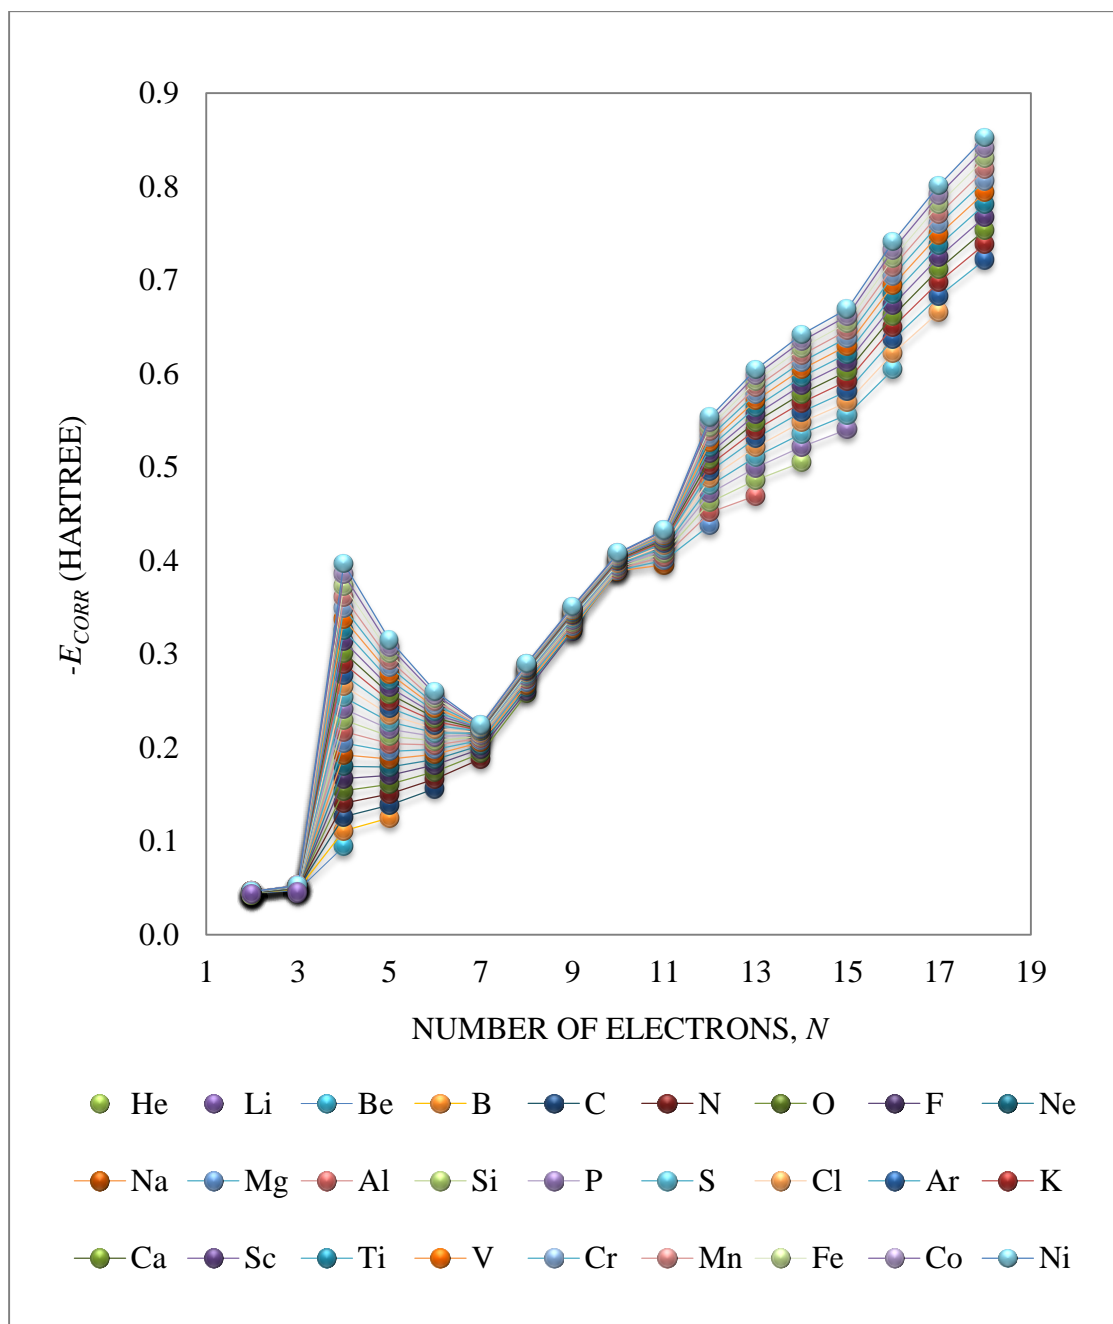 0.9
0.8
0.7
0.6
0.5
0.4
0.3
0.2
0.1
0.0
-E_CORR (HARTREE)
1 3 5 7 9 11 13 15 17 19
NUMBER OF ELECTRONS, N
He Li Be B C N O F Ne
Na Mg Al Si P S Cl Ar K
Ca Sc Ti V Cr Mn Fe Co Ni